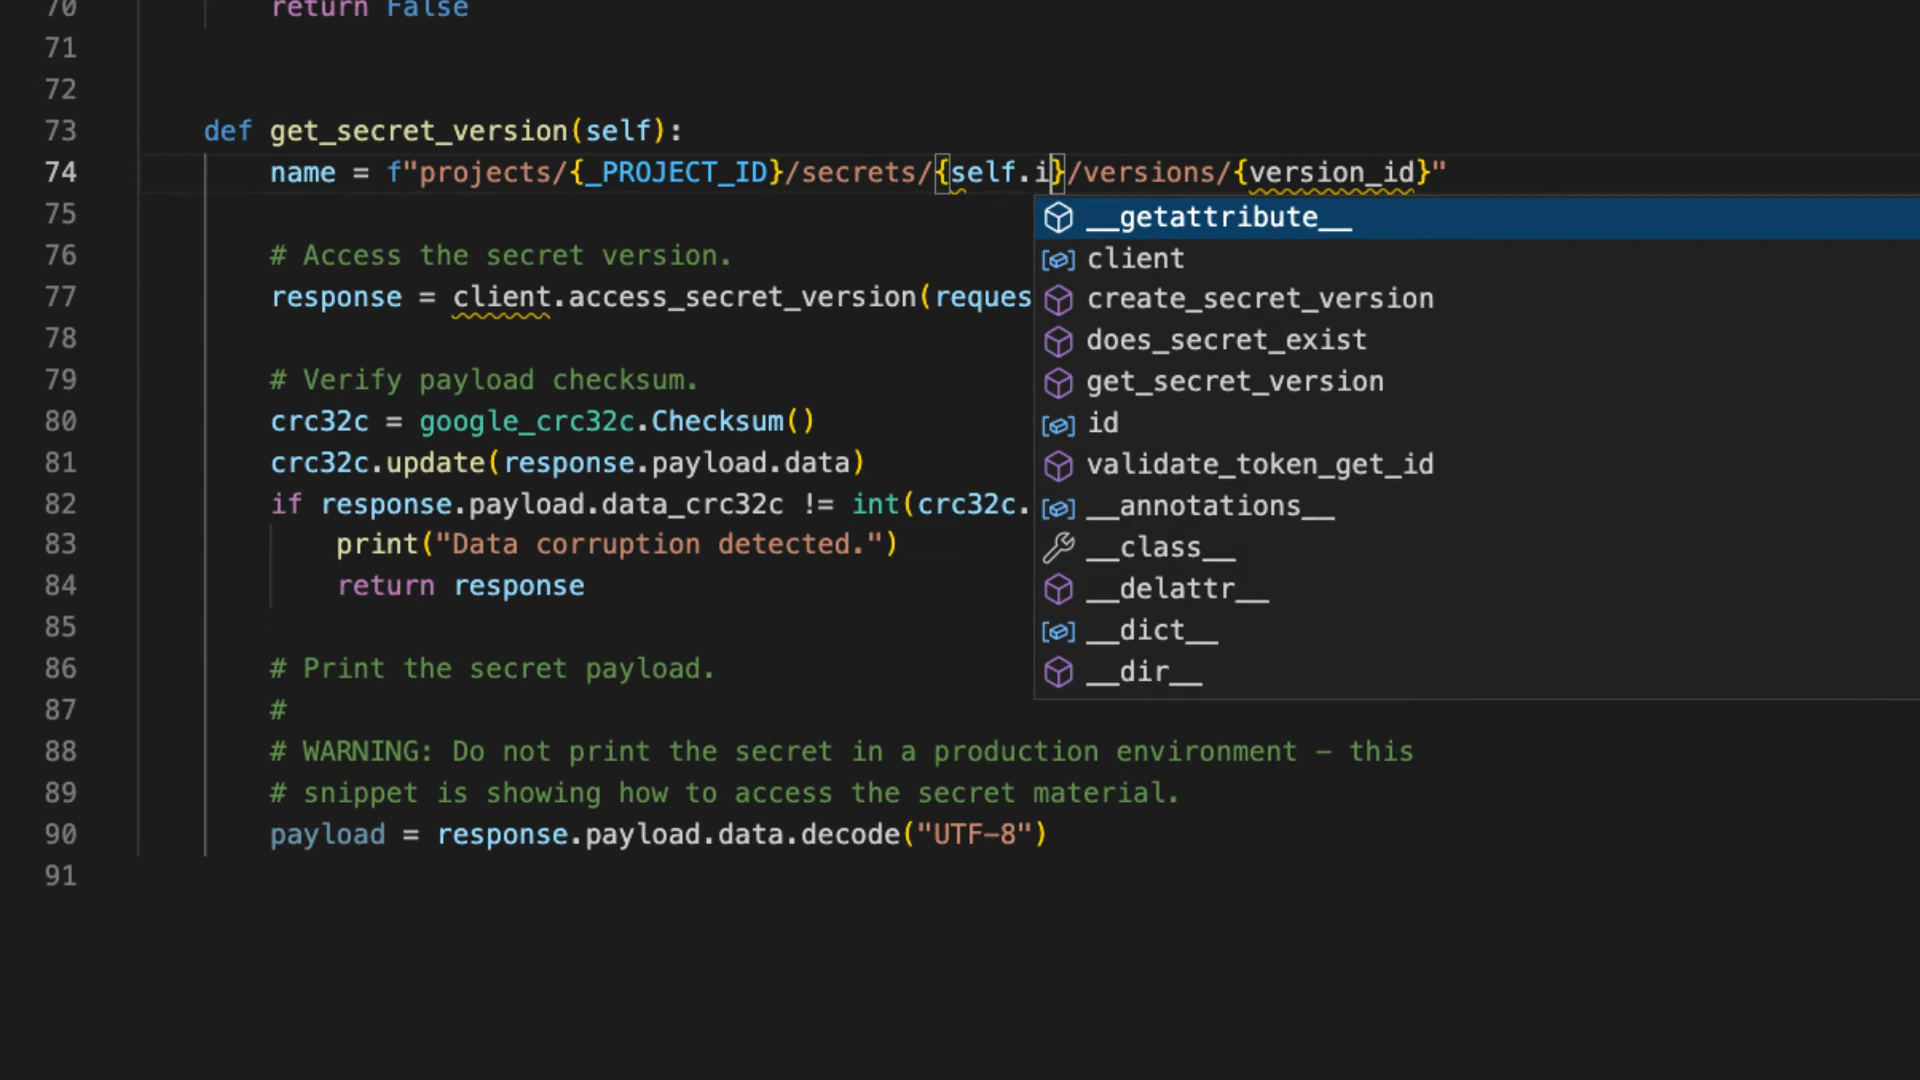 70 return False
71
72
73 def get_secret_version(self):
74 name = f"projects/{_PROJECT_ID}/secrets/{self.i}/versions/{version_id}"
75
76 # Access the secret version.
77 response = client.access_secret_version(reques
78
79 # Verify payload checksum.
80 crc32c = google_crc32c.Checksum()
81 crc32c.update(response.payload.data)
82 if response.payload.data_crc32c != int(crc32c.
83 print("Data corruption detected.")
84 return response
85
86 # Print the secret payload.
87 #
88 # WARNING: Do not print the secret in a production environment – this
89 # snippet is showing how to access the secret material.
90 payload = response.payload.data.decode("UTF-8")
91
__getattribute__
client
create_secret_version
does_secret_exist
get_secret_version
id
validate_token_get_id
__annotations__
__class__
__delattr__
__dict__
__dir__